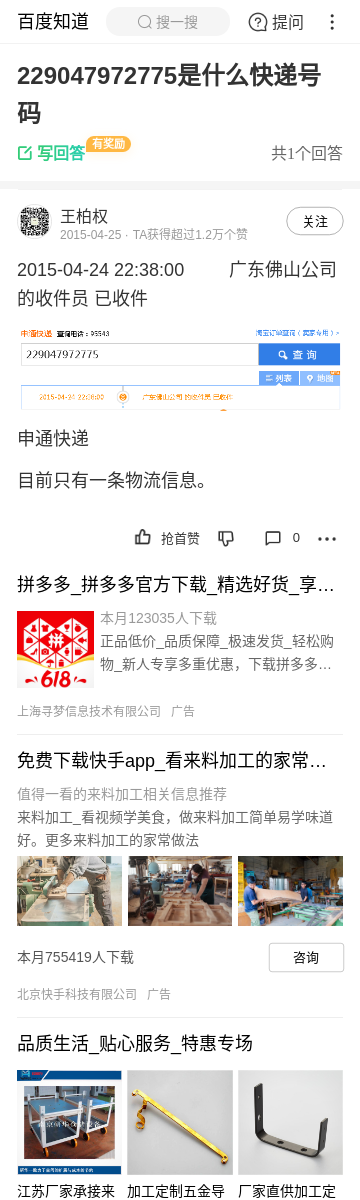 百度知道
搜一搜
提问
229047972775是什么快递号
码
写回答
有奖励
共1个回答
王柏权
2015-04-25 · TA获得超过1.2万个赞
关注
2015-04-24 22:38:00 广东佛山公司
的收件员 已收件
申通快递 查询电话：95543
淘宝订单查询（卖家专用）>
229047972775
查 询
列表
地图
2015-04-24 22:38:00 广东佛山公司 的收件员 已收件
申通快递
目前只有一条物流信息。
抢首赞
0
拼多多_拼多多官方下载_精选好货_享…
本月123035人下载
正品低价_品质保障_极速发货_轻松购
物_新人专享多重优惠，下载拼多多…
拼
618
上海寻梦信息技术有限公司 广告
免费下载快手app_看来料加工的家常…
值得一看的来料加工相关信息推荐
来料加工_看视频学美食，做来料加工简单易学味道
好。更多来料加工的家常做法
本月755419人下载
咨询
北京快手科技有限公司 广告
品质生活_贴心服务_特惠专场
江苏厂家承接来
加工定制五金导
厂家直供加工定